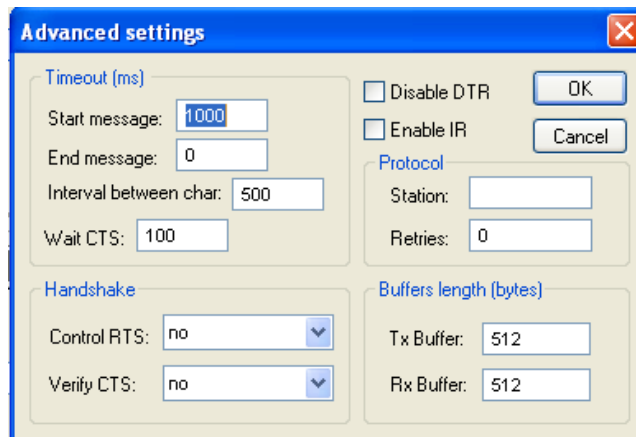 Advanced settings
Timeout (ms)
Start message: 1000
End message: 0
Interval between char: 500
Wait CTS: 100
Disable DTR
Enable IR
OK
Cancel
Protocol
Station:
Retries: 0
Handshake
Control RTS: no
Verify CTS: no
Buffers length (bytes)
Tx Buffer: 512
Rx Buffer: 512